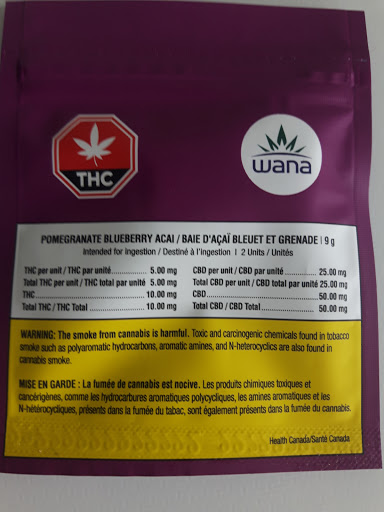 THC
wana
POMEGRANATE BLUEBERRY ACAI / BAIE D'AÇAÏ BLEUET ET GRENADE | 9 g
Intended for Ingestion / Destiné à l'ingestion | 2 Units / Unités
THC per unit / THC par unité.................. 5.00 mg
Total THC per unit / THC total par unité 5.00 mg
THC.................................................. 10.00 mg
Total THC / THC Total ......................... 10.00 mg
CBD per unit / CBD par unité.................. 25.00 mg
Total CBD per unit/ CBD total par unité 25.00 mg
CBD.................................................. 50.00 mg
Total CBD / CBD Total......................... 50.00 mg
WARNING: The smoke from cannabis is harmful. Toxic and carcinogenic chemicals found in tobacco
smoke such as polyaromatic hydrocarbons, aromatic amines, and N-heterocyclics are also found in
cannabis smoke.
MISE EN GARDE : La fumée de cannabis est nocive. Les produits chimiques toxiques et
cancérigènes, comme les hydrocarbures aromatiques polycycliques, les amines aromatiques et les
N-hétérocycliques, présents dans la fumée du tabac, sont également présents dans la fumée du cannabis.
Health Canada/Santé Canada